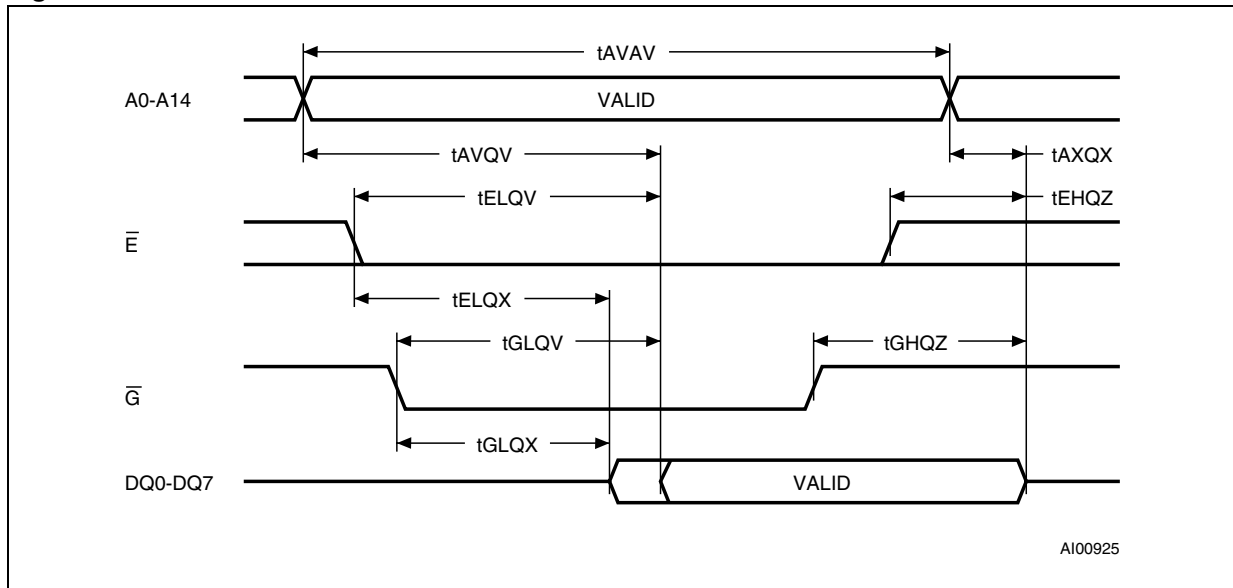 tAVAV
A0-A14
VALID
tAVQV
tAXQX
tELQV
tEHQZ
E̅
tELQX
tGLQV
tGHQZ
G̅
tGLQX
DQ0-DQ7
VALID
AI00925